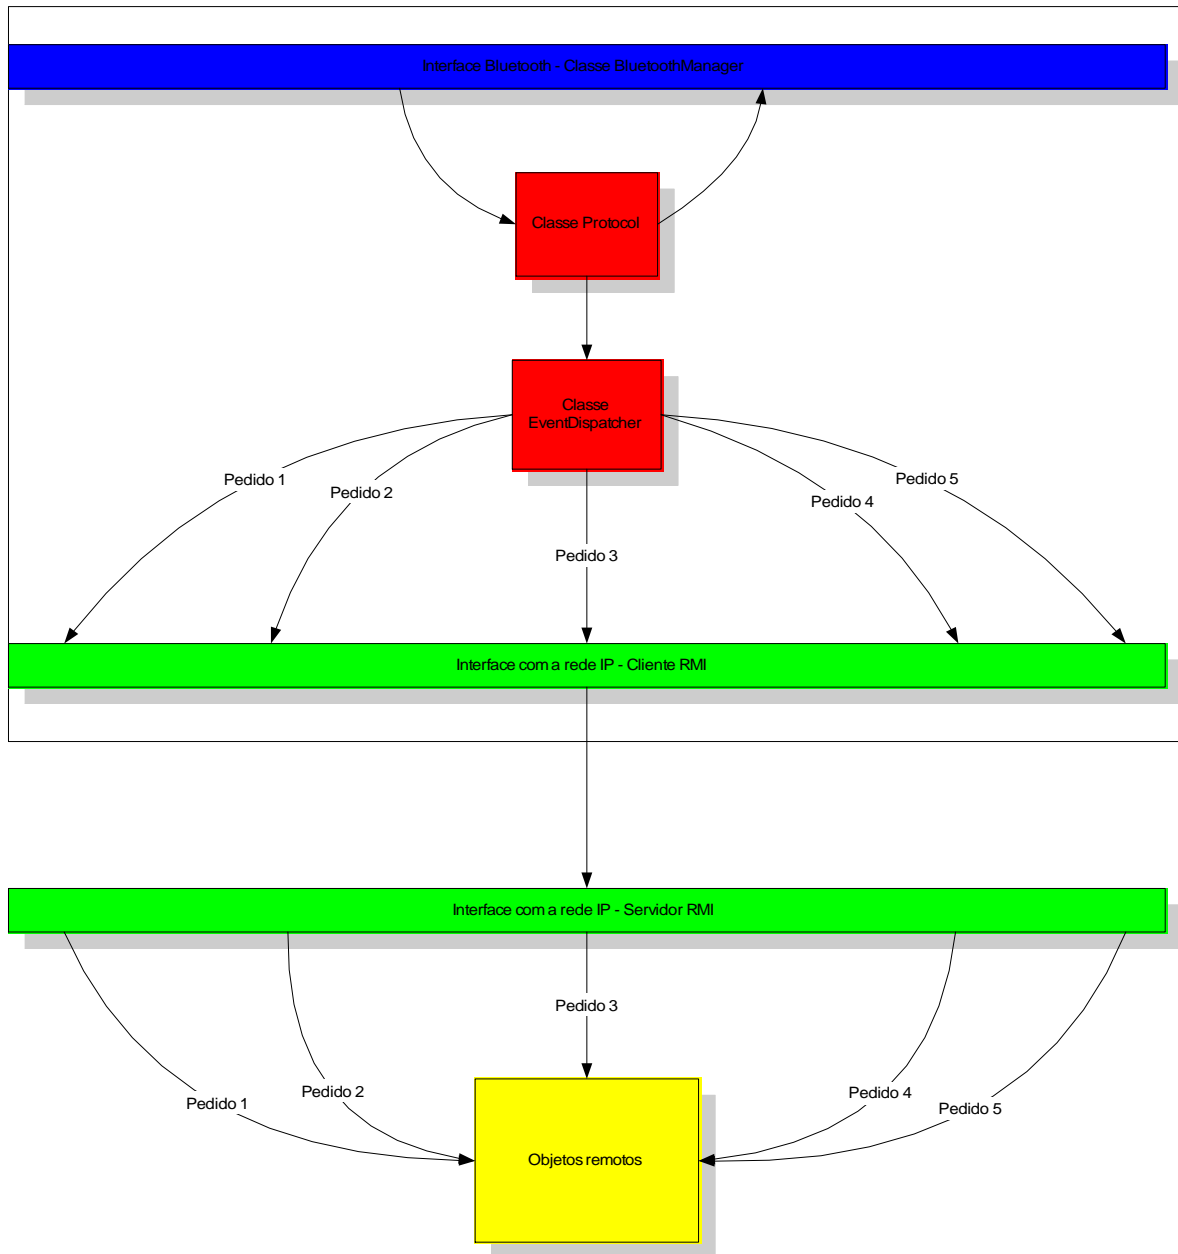 Interface Bluetooth - Classe BluetoothManager
Classe Protocol
Classe
EventDispatcher
Pedido 1
Pedido 2
Pedido 3
Pedido 4
Pedido 5
Interface com a rede IP - Cliente RMI
Interface com a rede IP - Servidor RMI
Pedido 1
Pedido 2
Pedido 3
Pedido 4
Pedido 5
Objetos remotos